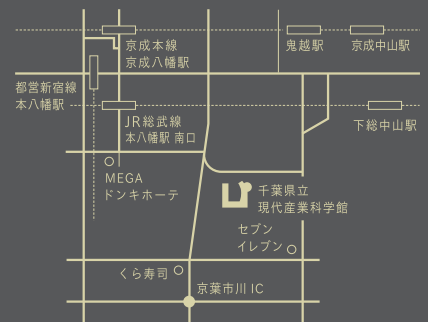 京成本線
京成八幡駅
鬼越駅
京成中山駅
都営新宿線
本八幡駅
JR総武線
本八幡駅 南口
下総中山駅
MEGA
ドンキホーテ
千葉県立
現代産業科学館
セブン
イレブン
くら寿司
京葉市川 IC